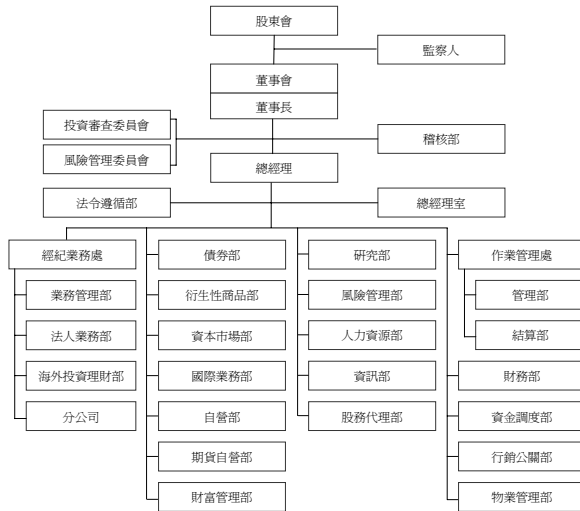 股東會
監察人
董事會
董事長
投資審查委員會
稽核部
風險管理委員會
總經理
法令遵循部
總經理室
經紀業務處
業務管理部
法人業務部
海外投資理財部
分公司
債券部
衍生性商品部
資本市場部
國際業務部
自營部
期貨自營部
財富管理部
研究部
風險管理部
人力資源部
資訊部
股務代理部
作業管理處
管理部
結算部
財務部
資金調度部
行銷公關部
物業管理部